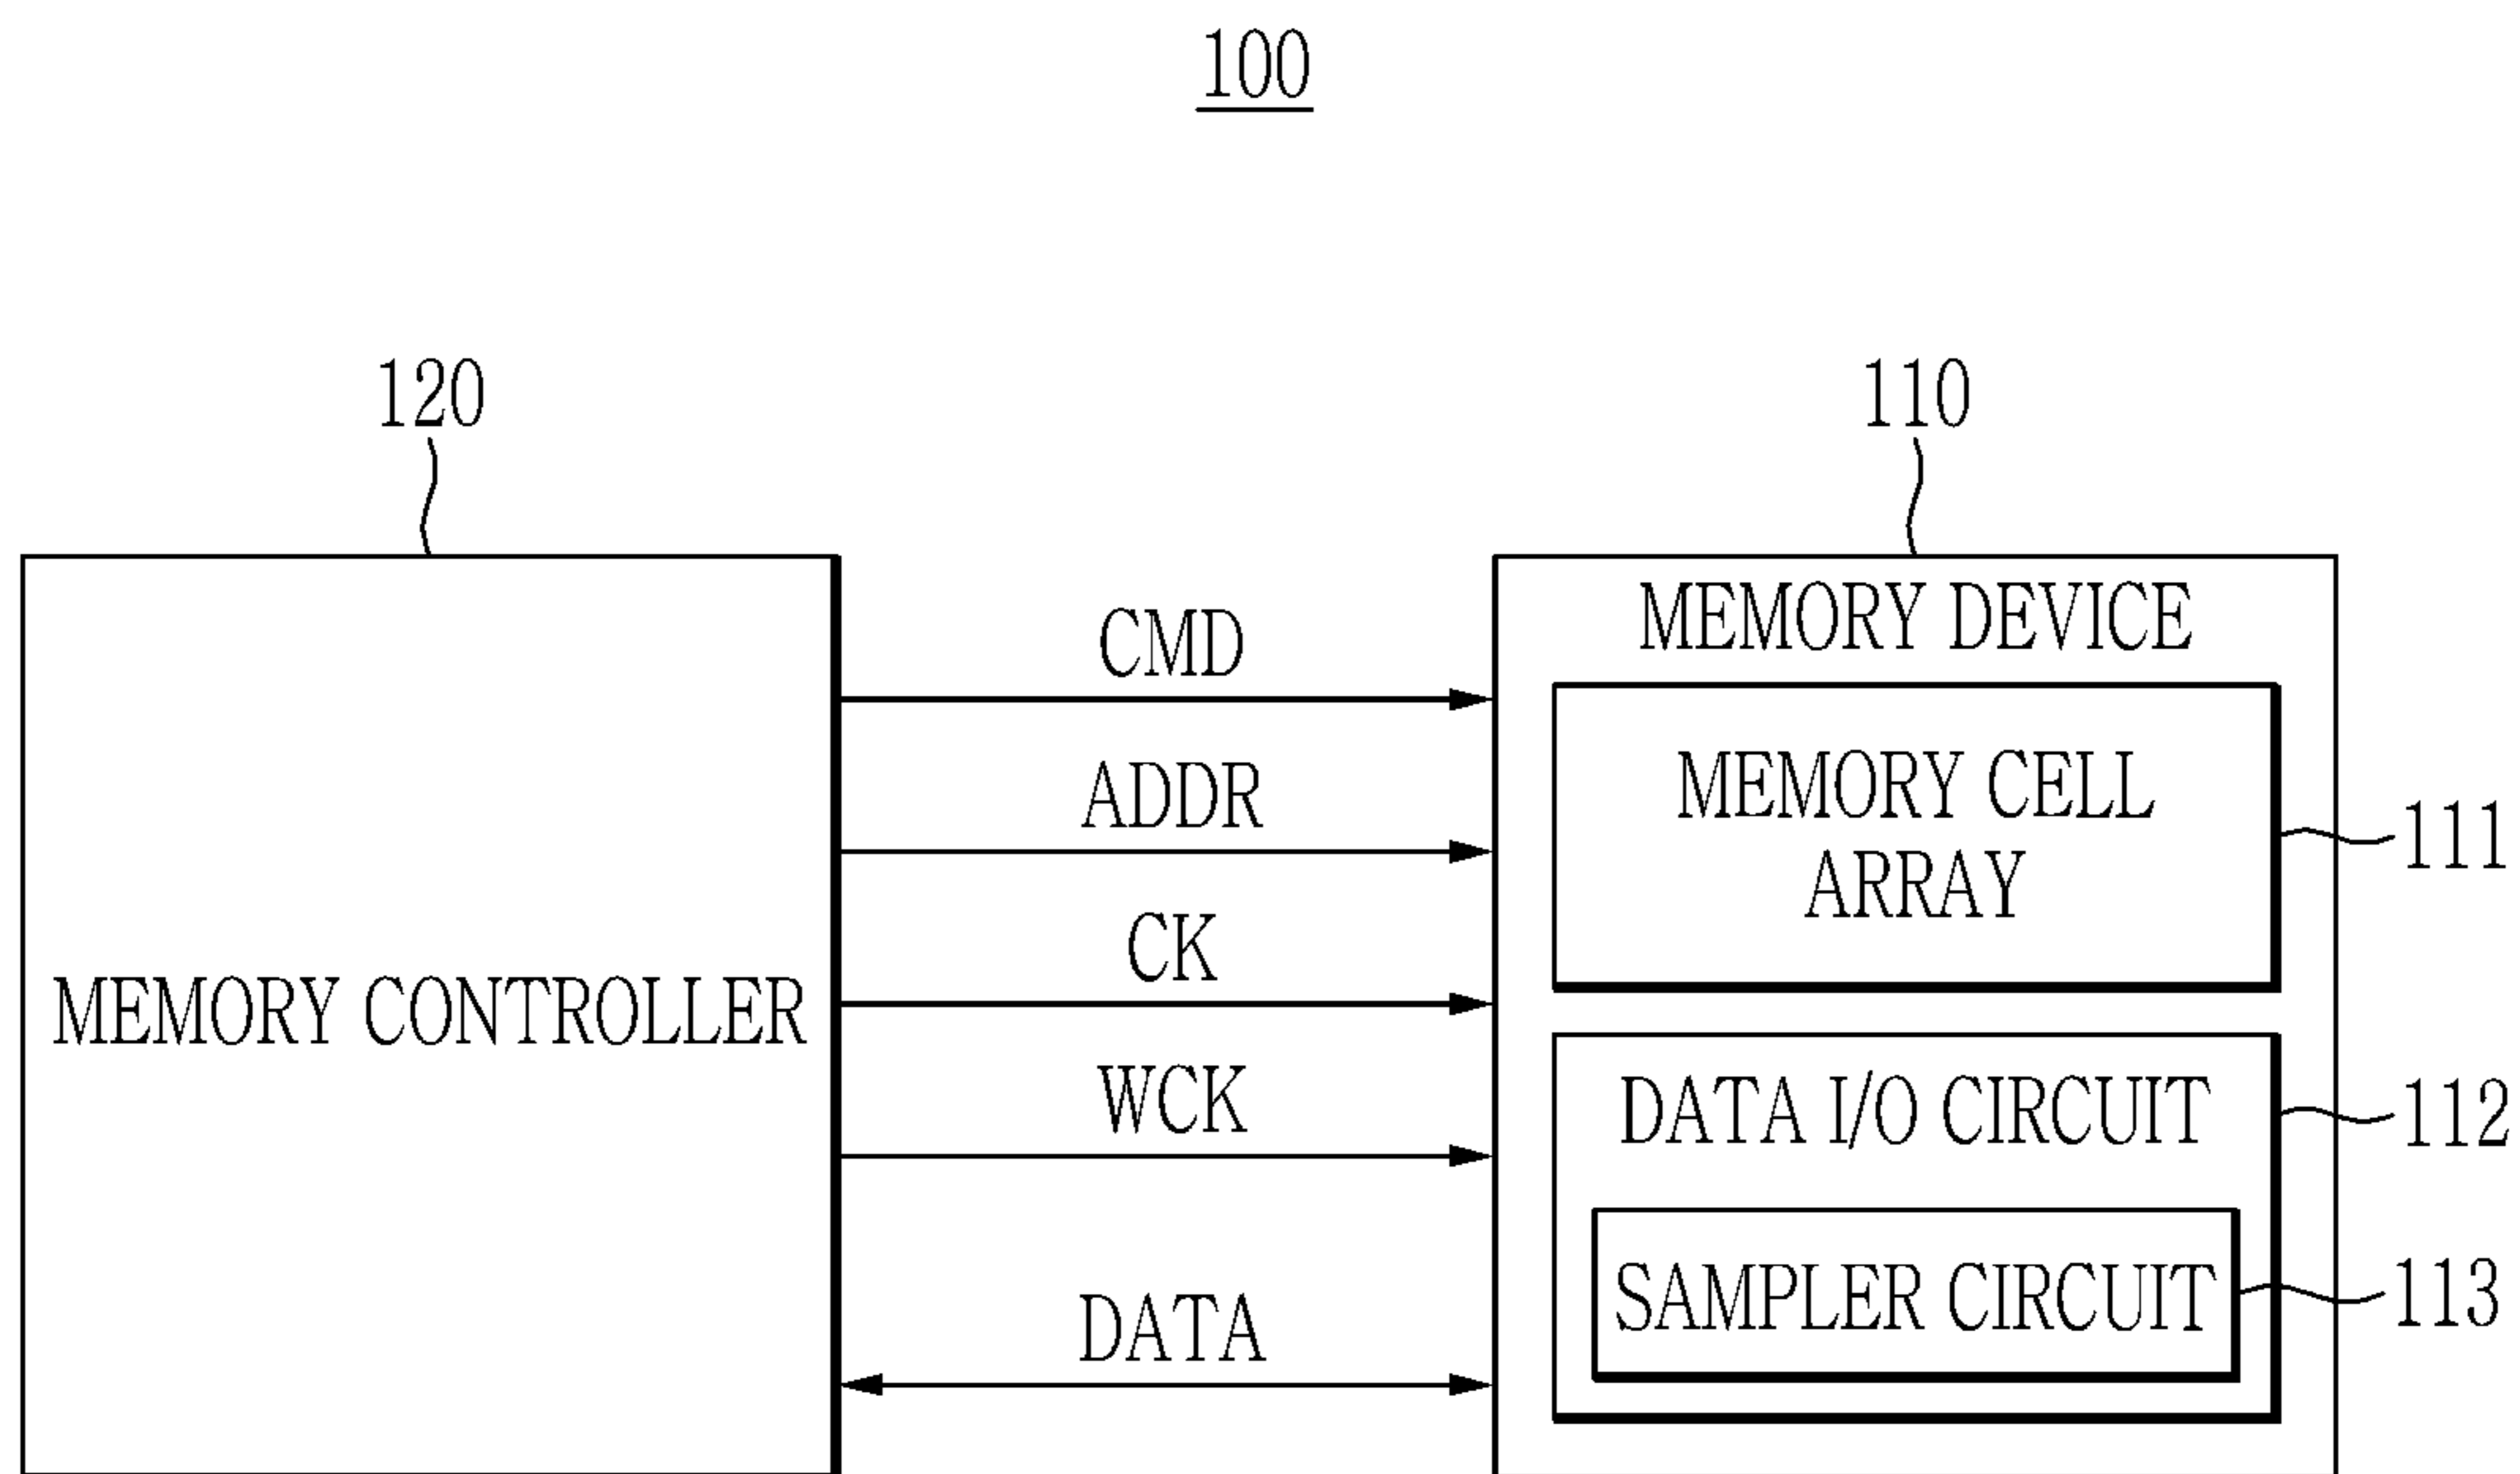 100
120
110
MEMORY CONTROLLER
CMD
ADDR
CK
WCK
DATA
MEMORY DEVICE
MEMORY CELL
ARRAY
111
DATA I/O CIRCUIT
112
SAMPLER CIRCUIT
113